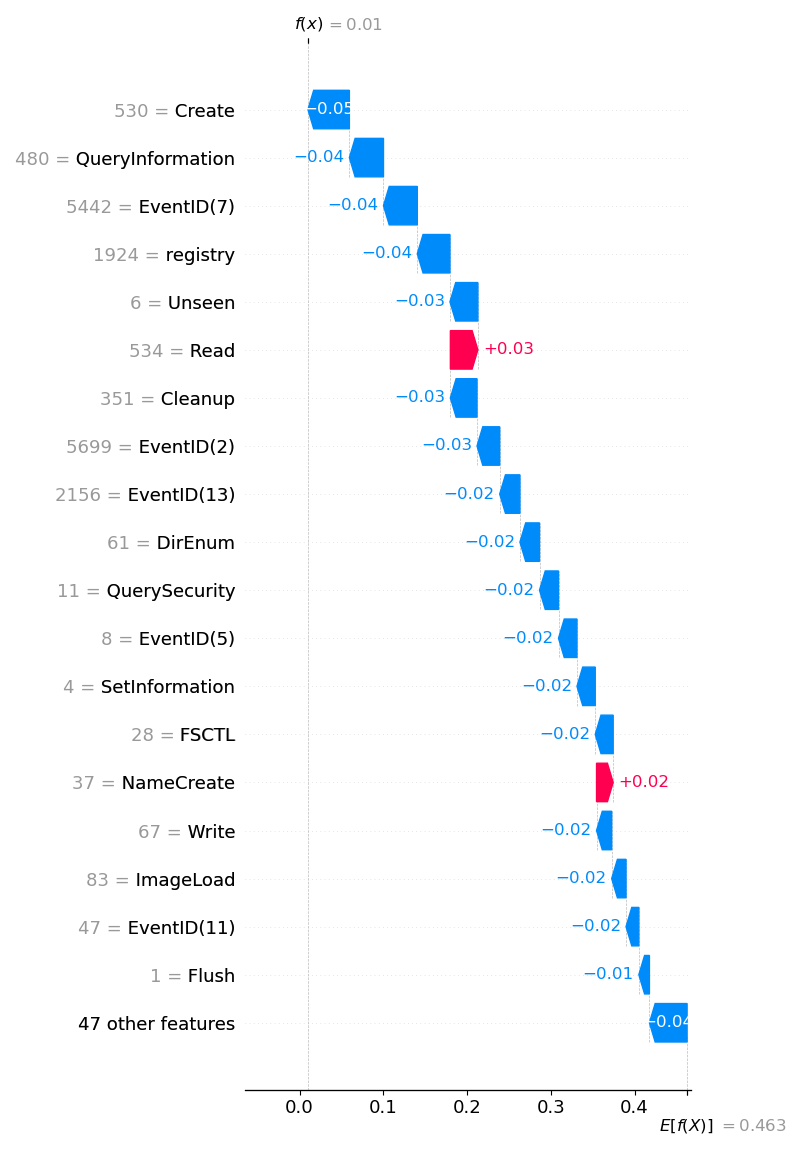 f(x) = 0.01
530 = Create −0.05
480 = QueryInformation −0.04
5442 = EventID(7) −0.04
1924 = registry −0.04
6 = Unseen −0.03
534 = Read +0.03
351 = Cleanup −0.03
5699 = EventID(2) −0.03
2156 = EventID(13) −0.02
61 = DirEnum −0.02
11 = QuerySecurity −0.02
8 = EventID(5) −0.02
4 = SetInformation −0.02
28 = FSCTL −0.02
37 = NameCreate +0.02
67 = Write −0.02
83 = ImageLoad −0.02
47 = EventID(11) −0.02
1 = Flush −0.01
47 other features −0.04
0.0 0.1 0.2 0.3 0.4
E[f(X)] = 0.463